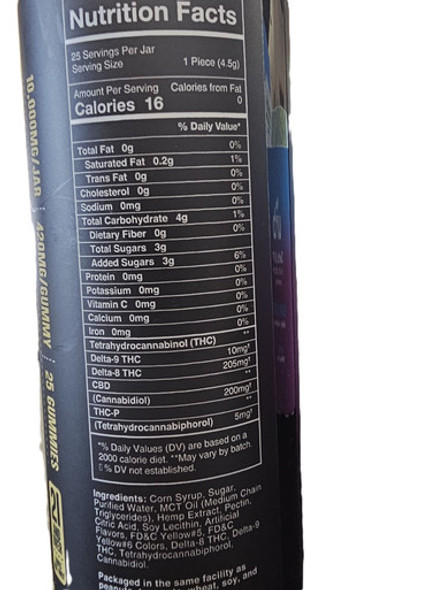 Nutrition Facts
25 Servings Per Jar
Serving Size 1 Piece (4.5g)
Amount Per Serving Calories from Fat
Calories 16 0
% Daily Value*
Total Fat 0g 0%
Saturated Fat 0.2g 1%
Trans Fat 0g 0%
Cholesterol 0g 0%
Sodium 0mg 0%
Total Carbohydrate 4g 1%
Dietary Fiber 0g 0%
Total Sugars 3g
Added Sugars 3g 6%
Protein 0mg 0%
Potassium 0mg 0%
Vitamin C 0mg 0%
Calcium 0mg 0%
Iron 0mg 0%
Tetrahydrocannabinol (THC) **
Delta-9 THC 10mg†
Delta-8 THC 205mg†
CBD **
(Cannabidiol) 200mg†
THC-P **
(Tetrahydrocannabiphorol) 5mg†
*% Daily Values (DV) are based on a
2000 calorie diet. **May vary by batch.
% DV not established.
Ingredients: Corn Syrup, Sugar,
Purified Water, MCT Oil (Medium Chain
Triglycerides), Hemp Extract, Pectin,
Citric Acid, Soy Lecithin, Artificial
Flavors, FD&C Yellow#5, FD&C
Yellow#6 Colors, Delta-8 THC, Delta-9
THC, Tetrahydrocannabiphorol,
Cannabidiol.
Packaged in the same facility as
wheat, soy, and
10,000MG/JAR 420MG/GUMMY 25 GUMMIES